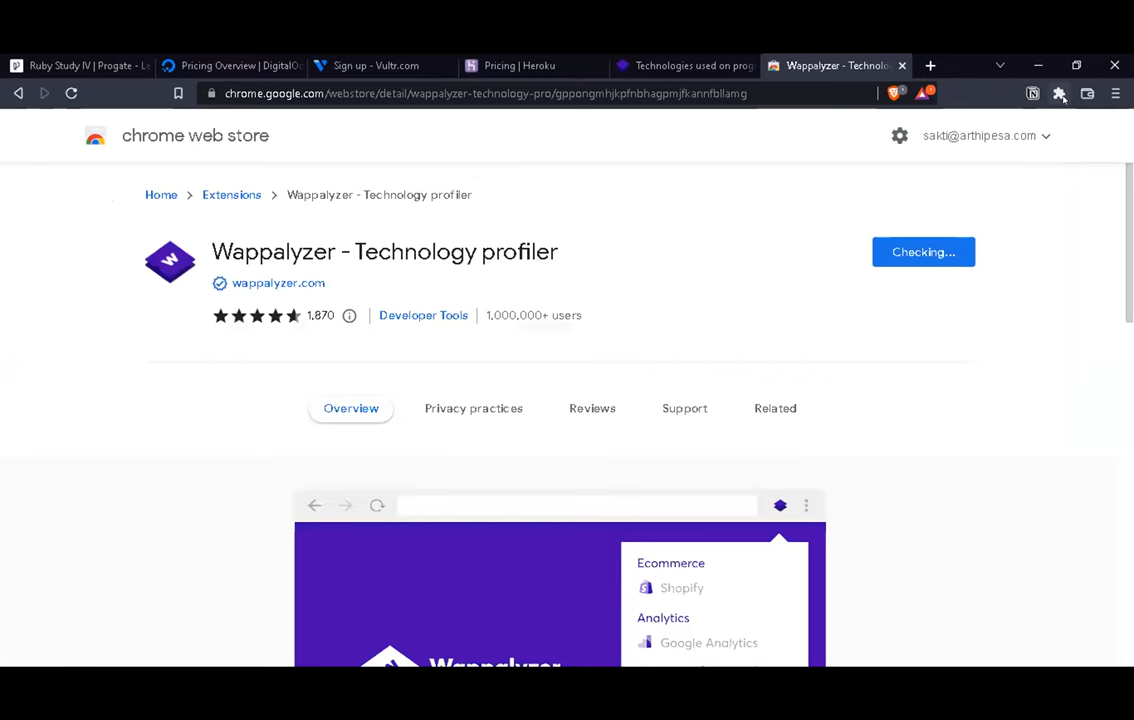 Ruby Study IV | Progate - Le
Pricing Overview | DigitalOc
Sign up - Vultr.com
Pricing | Heroku
Technologies used on prog
Wappalyzer - Technolo
chrome.google.com/webstore/detail/wappalyzer-technology-pro/gppongmhjkpfnbhagpmjfkannfbllamg
chrome web store
sakti@arthipesa.com
Home > Extensions > Wappalyzer - Technology profiler
Wappalyzer - Technology profiler
Checking...
wappalyzer.com
1,870
Developer Tools
1,000,000+ users
Overview
Privacy practices
Reviews
Support
Related
Ecommerce
Shopify
Analytics
Google Analytics
Wappalyzer